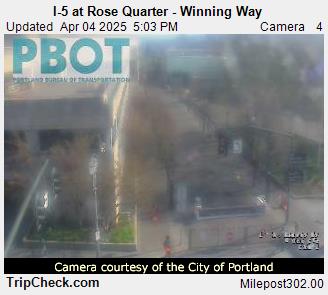 I-5 at Rose Quarter - Winning Way
Updated Apr 04 2025 5:03 PM Camera 4
PBOT
PORTLAND BUREAU OF TRANSPORTATION
Camera courtesy of the City of Portland
TripCheck.com Milepost302.00